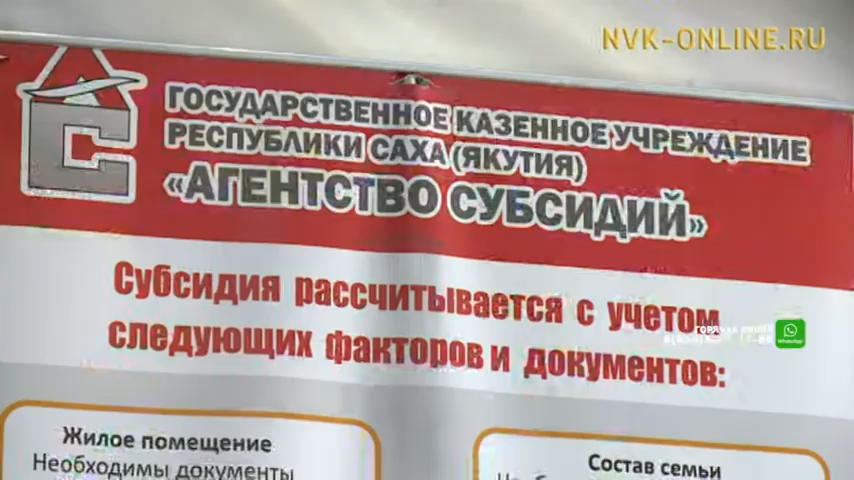 NVK-ONLINE.RU
ГОСУДАРСТВЕННОЕ КАЗЕННОЕ УЧРЕЖДЕНИЕ
РЕСПУБЛИКИ САХА (ЯКУТИЯ)
«АГЕНТСТВО СУБСИДИЙ»
Субсидия рассчитывается с учетом
следующих факторов и документов:
WhatsApp
Жилое помещение
Необходимы документы
Состав семьи